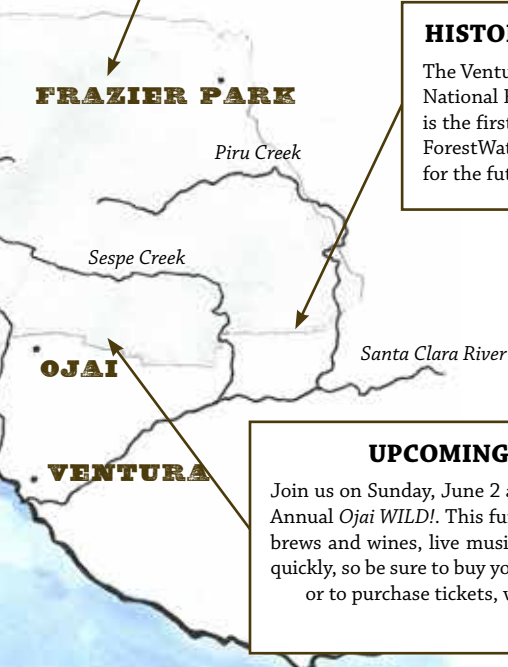 HISTO
The Ventu
National
is the first
ForestWat
for the fut
FRAZIER PARK
Piru Creek
Sespe Creek
Santa Clara River
OJAI
UPCOMING
Join us on Sunday, June 2 a
Annual Ojai WILD!. This fu
brews and wines, live musi
quickly, so be sure to buy yo
or to purchase tickets, v
VENTURA